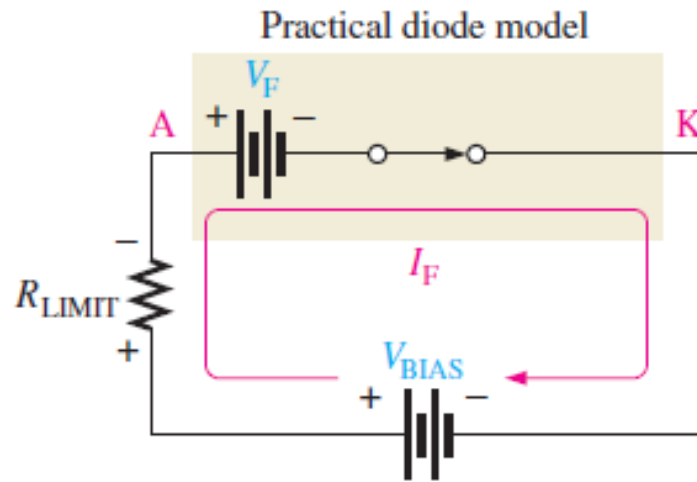 Practical diode model
V_F
+ −
A K
−
R_LIMIT
+
I_F
V_BIAS
+ −